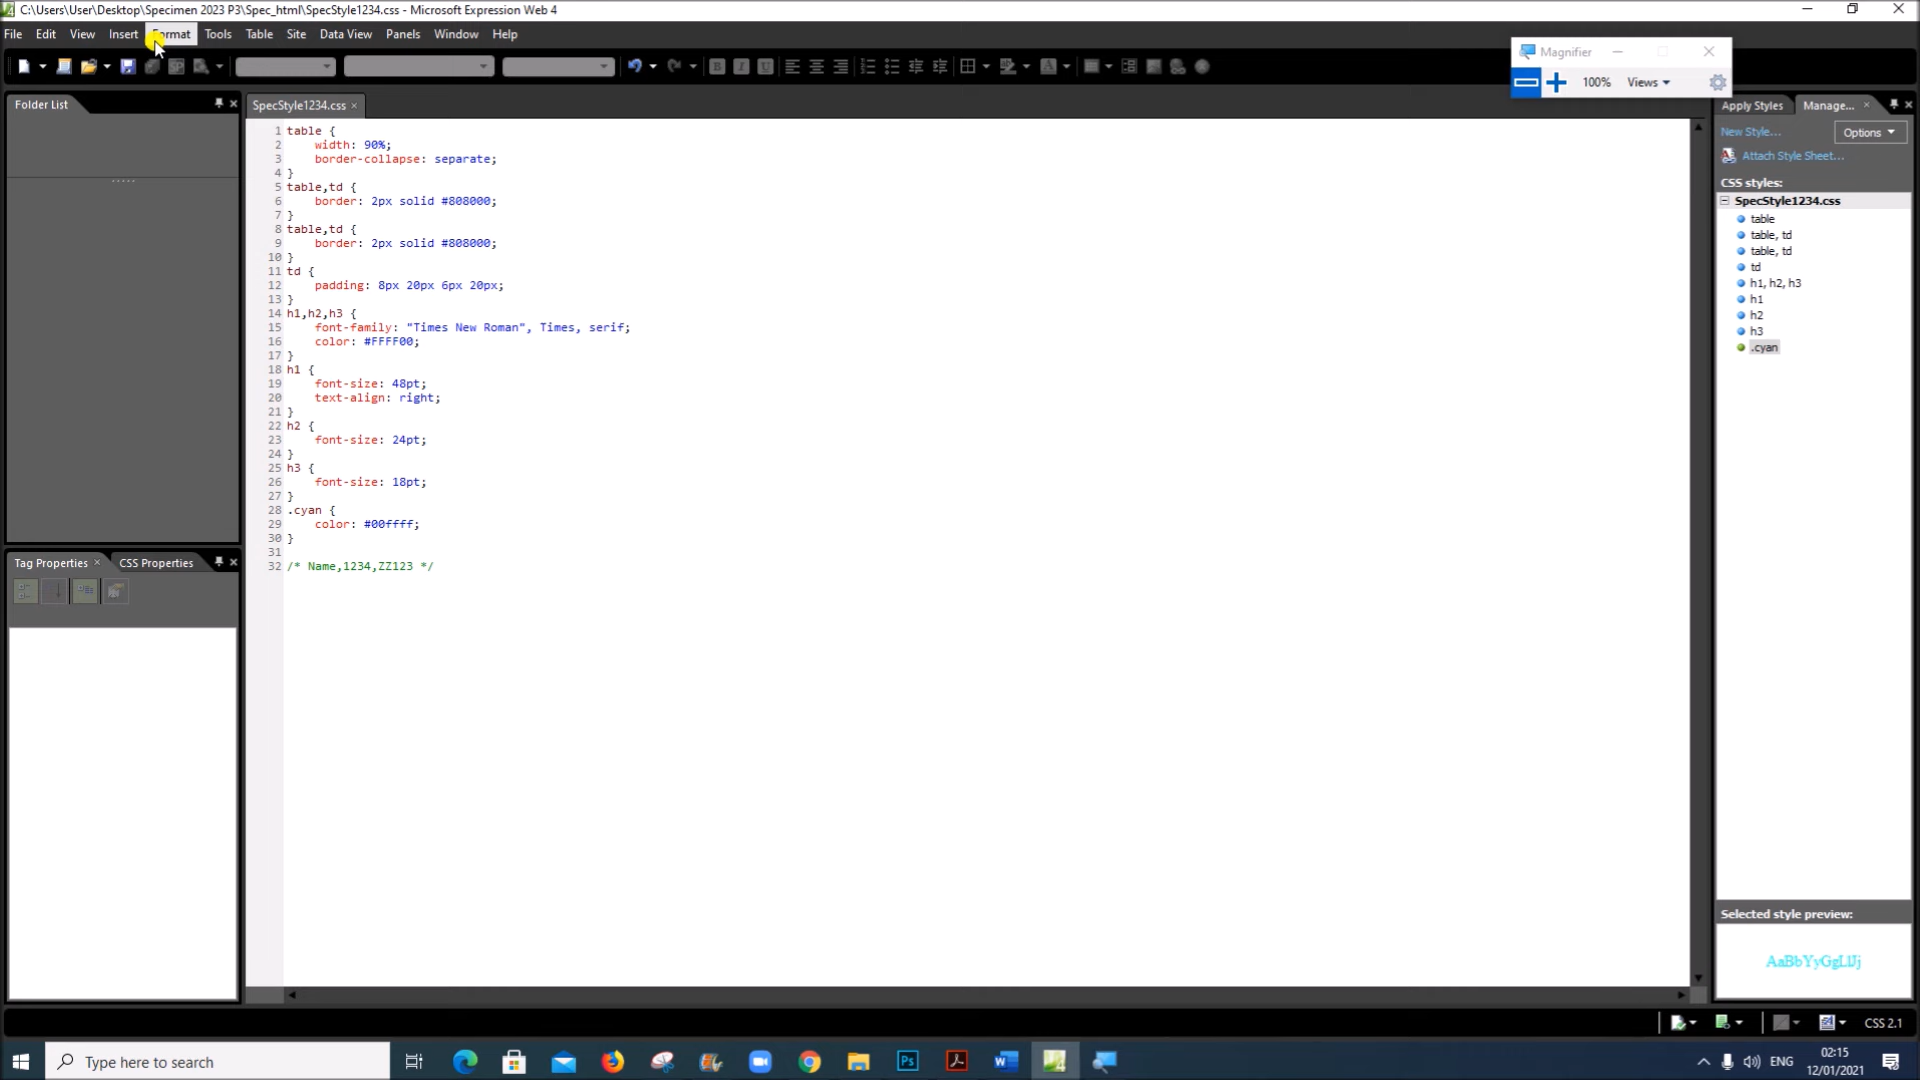 C:\Users\User\Desktop\Specimen 2023 P3\Spec_html\SpecStyle1234.css - Microsoft Expression Web 4
File Edit View Insert Format Tools Table Site Data View Panels Window Help
Magnifier
100% Views
Folder List
SpecStyle1234.css
1 table {
2 width: 90%;
3 border-collapse: separate;
4 }
5 table,td {
6 border: 2px solid #808000;
7 }
8 table,td {
9 border: 2px solid #808000;
10 }
11 td {
12 padding: 8px 20px 6px 20px;
13 }
14 h1,h2,h3 {
15 font-family: "Times New Roman", Times, serif;
16 color: #FFFF00;
17 }
18 h1 {
19 font-size: 48pt;
20 text-align: right;
21 }
22 h2 {
23 font-size: 24pt;
24 }
25 h3 {
26 font-size: 18pt;
27 }
28 .cyan {
29 color: #00ffff;
30 }
31
32 /* Name,1234,ZZ123 */
Tag Properties CSS Properties
Apply Styles Manage...
New Style... Options
Attach Style Sheet...
CSS styles:
SpecStyle1234.css
table
table, td
table, td
td
h1, h2, h3
h1
h2
h3
.cyan
Selected style preview:
AaBbYyGgLlJj
CSS 2.1
Type here to search
ENG
02:15
12/01/2021